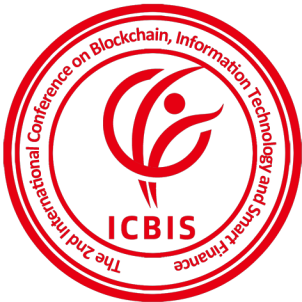 The 2nd International Conference on Blockchain, Information Technology and Smart Finance
ICBIS